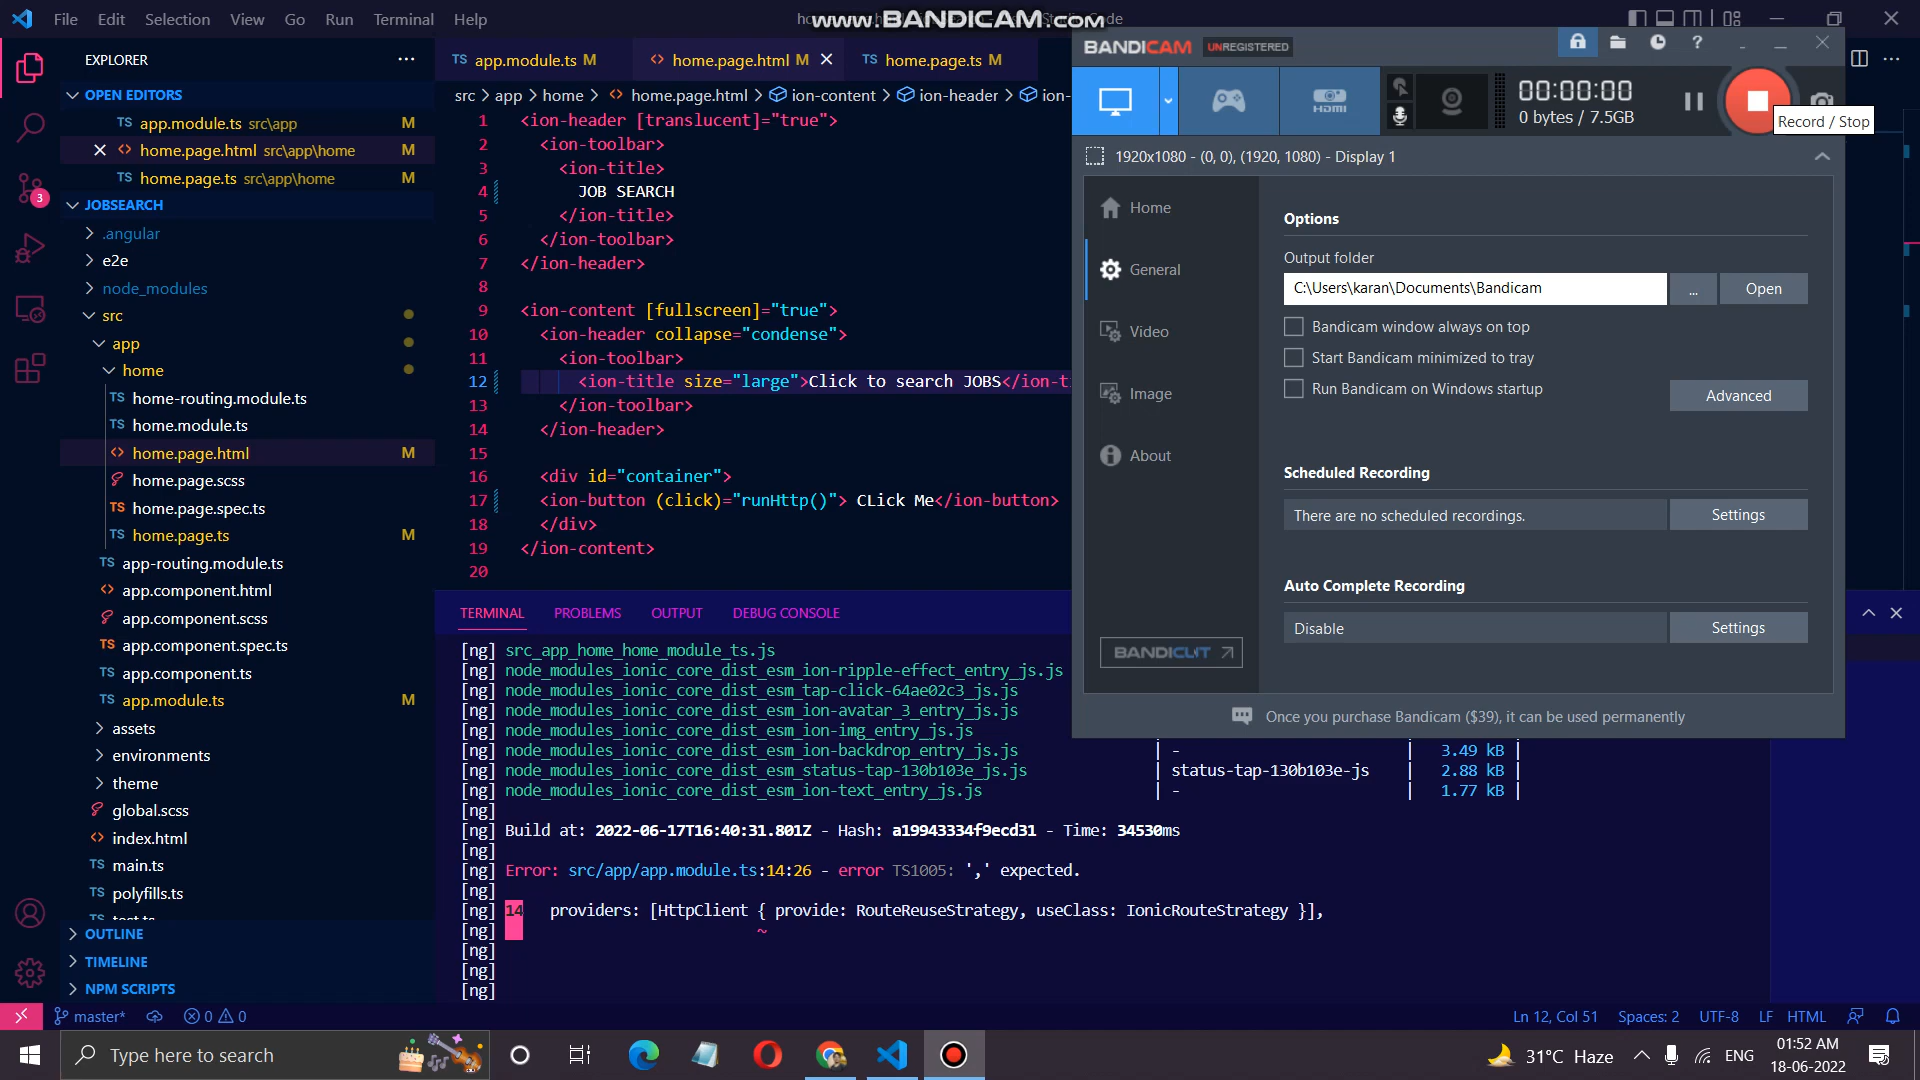 File Edit Selection View Go Run Terminal Help
www.BANDICAM.com
Code
EXPLORER
OPEN EDITORS
TS app.module.ts src\app M
<> home.page.html src\app\home M
TS home.page.ts src\app\home M
JOBSEARCH
.angular
e2e
node_modules
src
app
home
TS home-routing.module.ts
TS home.module.ts
<> home.page.html M
home.page.scss
TS home.page.spec.ts
TS home.page.ts M
TS app-routing.module.ts
<> app.component.html
app.component.scss
TS app.component.spec.ts
TS app.component.ts
TS app.module.ts M
assets
environments
theme
global.scss
<> index.html
TS main.ts
TS polyfills.ts
OUTLINE
TIMELINE
NPM SCRIPTS
3
TS app.module.ts M
<> home.page.html M
TS home.page.ts M
src > app > home > <> home.page.html > ion-content > ion-header > ion-
1 <ion-header [translucent]="true">
2 <ion-toolbar>
3 <ion-title>
4 JOB SEARCH
5 </ion-title>
6 </ion-toolbar>
7 </ion-header>
8
9 <ion-content [fullscreen]="true">
10 <ion-header collapse="condense">
11 <ion-toolbar>
12 <ion-title size="large">Click to search JOBS</ion-t
13 </ion-toolbar>
14 </ion-header>
15
16 <div id="container">
17 <ion-button (click)="runHttp()"> CLick Me</ion-button>
18 </div>
19 </ion-content>
20
TERMINAL PROBLEMS OUTPUT DEBUG CONSOLE
[ng] src_app_home_home_module_ts.js
[ng] node_modules_ionic_core_dist_esm_ion-ripple-effect_entry_js.js
[ng] node_modules_ionic_core_dist_esm_tap-click-64ae02c3_js.js
[ng] node_modules_ionic_core_dist_esm_ion-avatar_3_entry_js.js
[ng] node_modules_ionic_core_dist_esm_ion-img_entry_js.js
[ng] node_modules_ionic_core_dist_esm_ion-backdrop_entry_js.js | - | 3.49 kB |
[ng] node_modules_ionic_core_dist_esm_status-tap-130b103e_js.js | status-tap-130b103e-js | 2.88 kB |
[ng] node_modules_ionic_core_dist_esm_ion-text_entry_js.js | - | 1.77 kB |
[ng]
[ng] Build at: 2022-06-17T16:40:31.801Z - Hash: a19943334f9ecd31 - Time: 34530ms
[ng]
[ng] Error: src/app/app.module.ts:14:26 - error TS1005: ',' expected.
[ng]
[ng] 14 providers: [HttpClient { provide: RouteReuseStrategy, useClass: IonicRouteStrategy }],
[ng] ~
[ng]
[ng]
[ng]
BANDICAM UNREGISTERED
?
HDMI
00:00:00
0 bytes / 7.5GB
Record / Stop
1920x1080 - (0, 0), (1920, 1080) - Display 1
Home
General
Video
Image
About
BANDICUT
Options
Output folder
C:\Users\karan\Documents\Bandicam ... Open
Bandicam window always on top
Start Bandicam minimized to tray
Run Bandicam on Windows startup
Advanced
Scheduled Recording
There are no scheduled recordings. Settings
Auto Complete Recording
Disable Settings
Once you purchase Bandicam ($39), it can be used permanently
master* 0 0
Ln 12, Col 51 Spaces: 2 UTF-8 LF HTML
Type here to search
31°C Haze
ENG
01:52 AM
18-06-2022